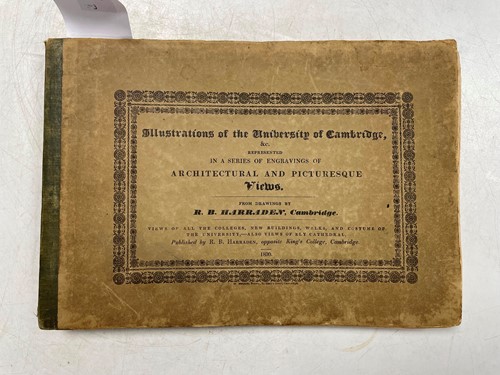 Illustrations of the University of Cambridge,
&c.
REPRESENTED
IN A SERIES OF ENGRAVINGS OF
ARCHITECTURAL AND PICTURESQUE
Views.
FROM DRAWINGS BY
R. B. HARRADEN, Cambridge.
VIEWS OF ALL THE COLLEGES, NEW BUILDINGS, WALKS, AND COSTUME OF
THE UNIVERSITY,—ALSO VIEWS OF ELY CATHEDRAL.
Published by R. B. HARRADEN, opposite King's College, Cambridge.